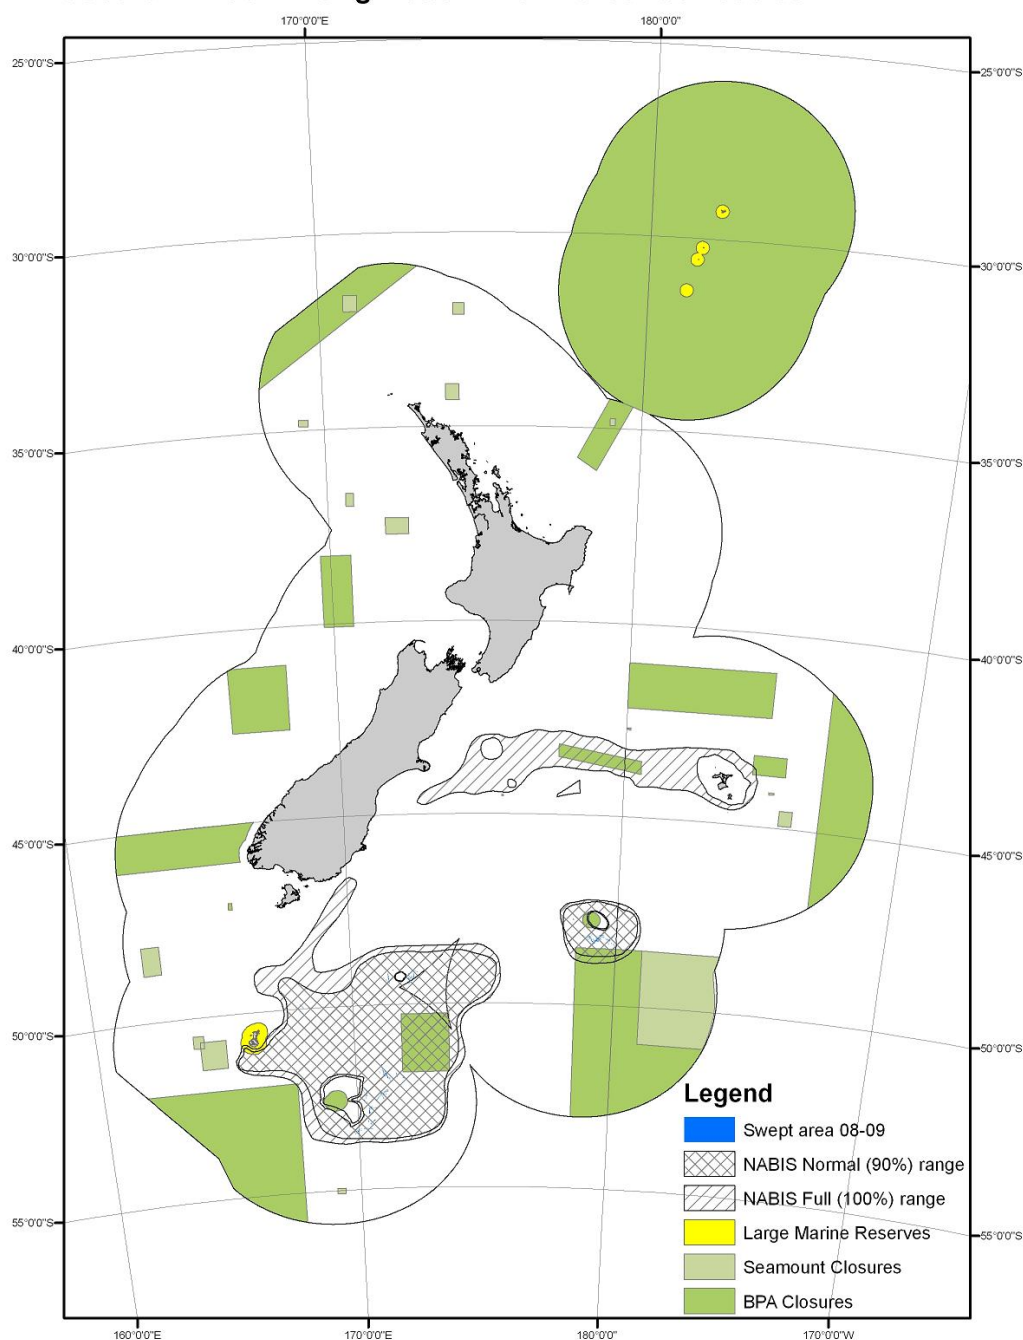 170°0'0"E
180°0'0"
25°0'0"S
25°0'0"S
30°0'0"S
30°0'0"S
35°0'0"S
35°0'0"S
40°0'0"S
40°0'0"S
45°0'0"S
45°0'0"S
50°0'0"S
50°0'0"S
55°0'0"S
55°0'0"S
Legend
Swept area 08-09
NABIS Normal (90%) range
NABIS Full (100%) range
Large Marine Reserves
Seamount Closures
BPA Closures
160°0'0"E
170°0'0"E
180°0'0"
170°0'0"W